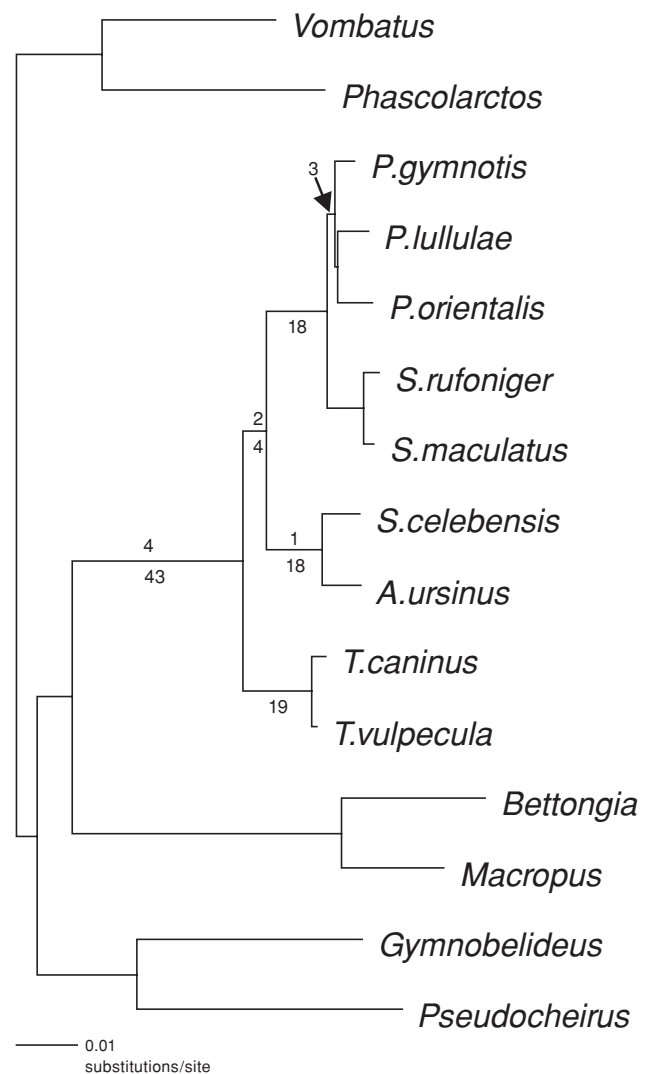 Vombatus
Phascolarctos
3
P.gymnotis
P.lullulae
P.orientalis
18
S.rufoniger
2
4
S.maculatus
S.celebensis
1
18
A.ursinus
4
43
T.caninus
19
T.vulpecula
Bettongia
Macropus
Gymnobelideus
Pseudocheirus
0.01
substitutions/site